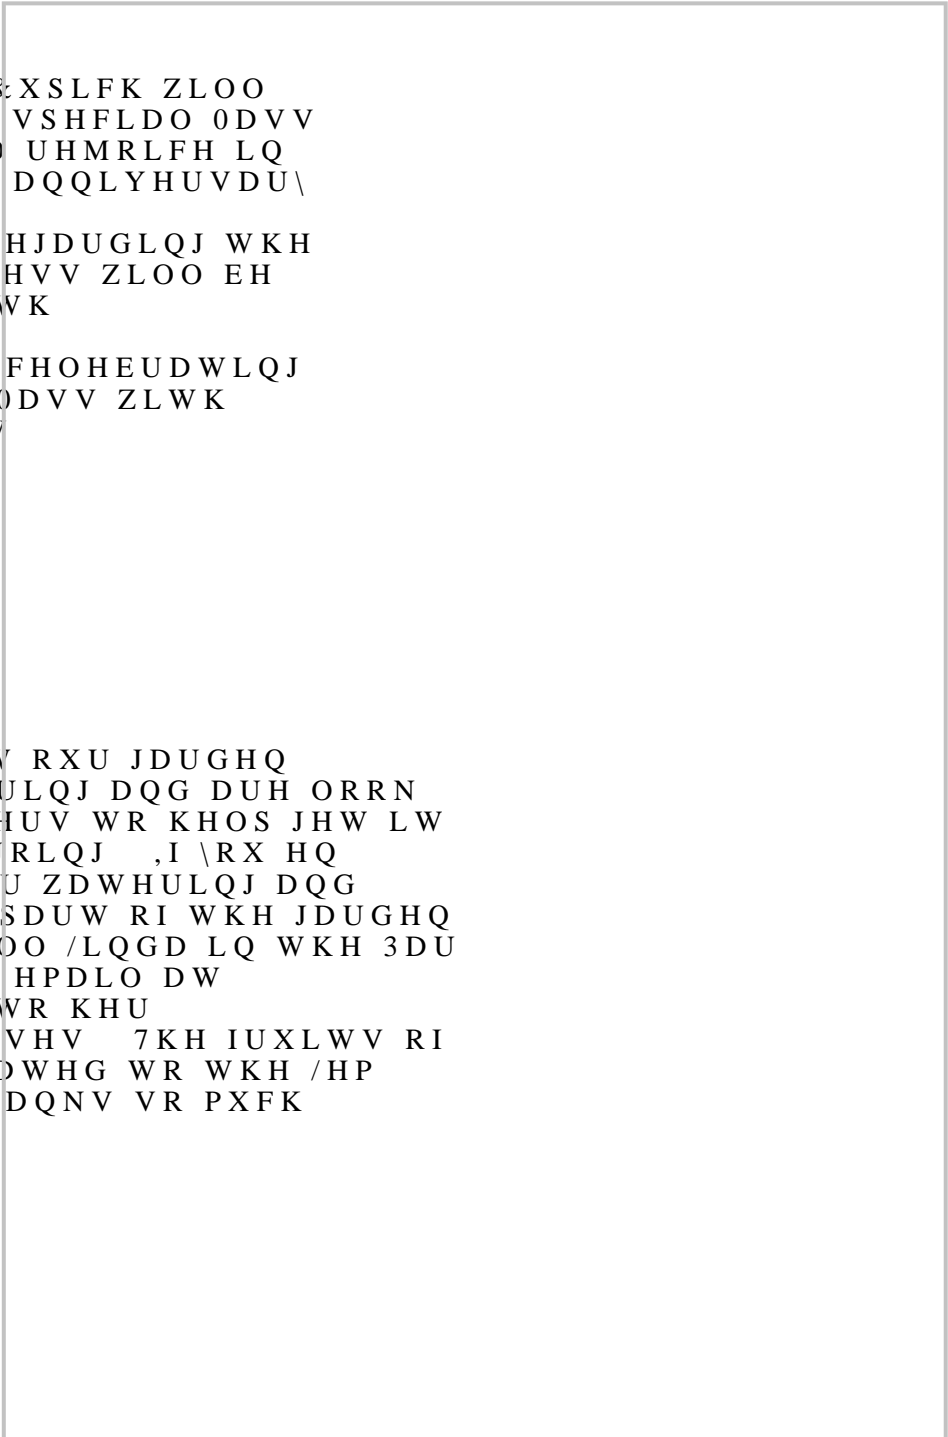 &XSLFK ZLOO
VSHFLDO 0DVV
UHMRLFH LQ
DQQLYHUVDU\
HJDUGLQJ WKH
HVV ZLOO EH
WK
FHOHEUDWLQJ
0DVV ZLWK
RXU JDUGHQ
ULQJ DQG DUH ORRN
HUV WR KHOS JHW LW
RLQJ ,I \RX HQ
U ZDWHULQJ DQG
SDUW RI WKH JDUGHQ
OO /LQGD LQ WKH 3DU
HPDLO DW
WR KHU
VHV 7KH IUXLWV RI
DWHG WR WKH /HP
DQNV VR PXFK